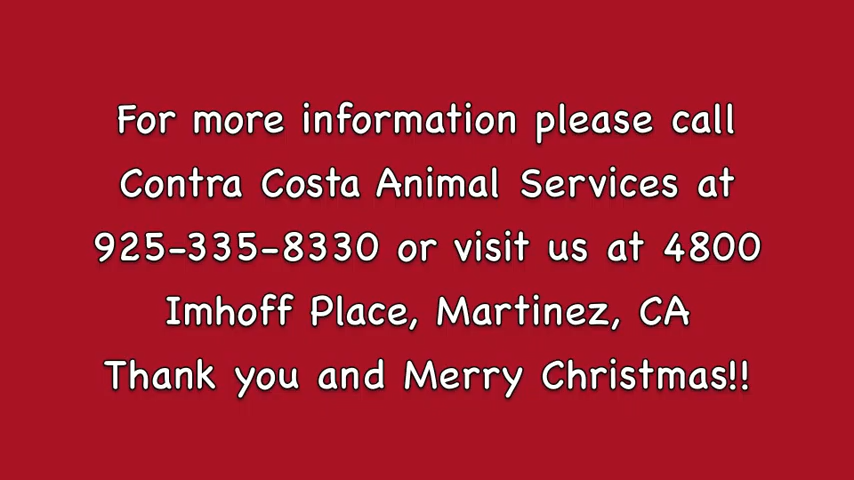 For more information please call
Contra Costa Animal Services at
925-335-8330 or visit us at 4800
Imhoff Place, Martinez, CA
Thank you and Merry Christmas!!